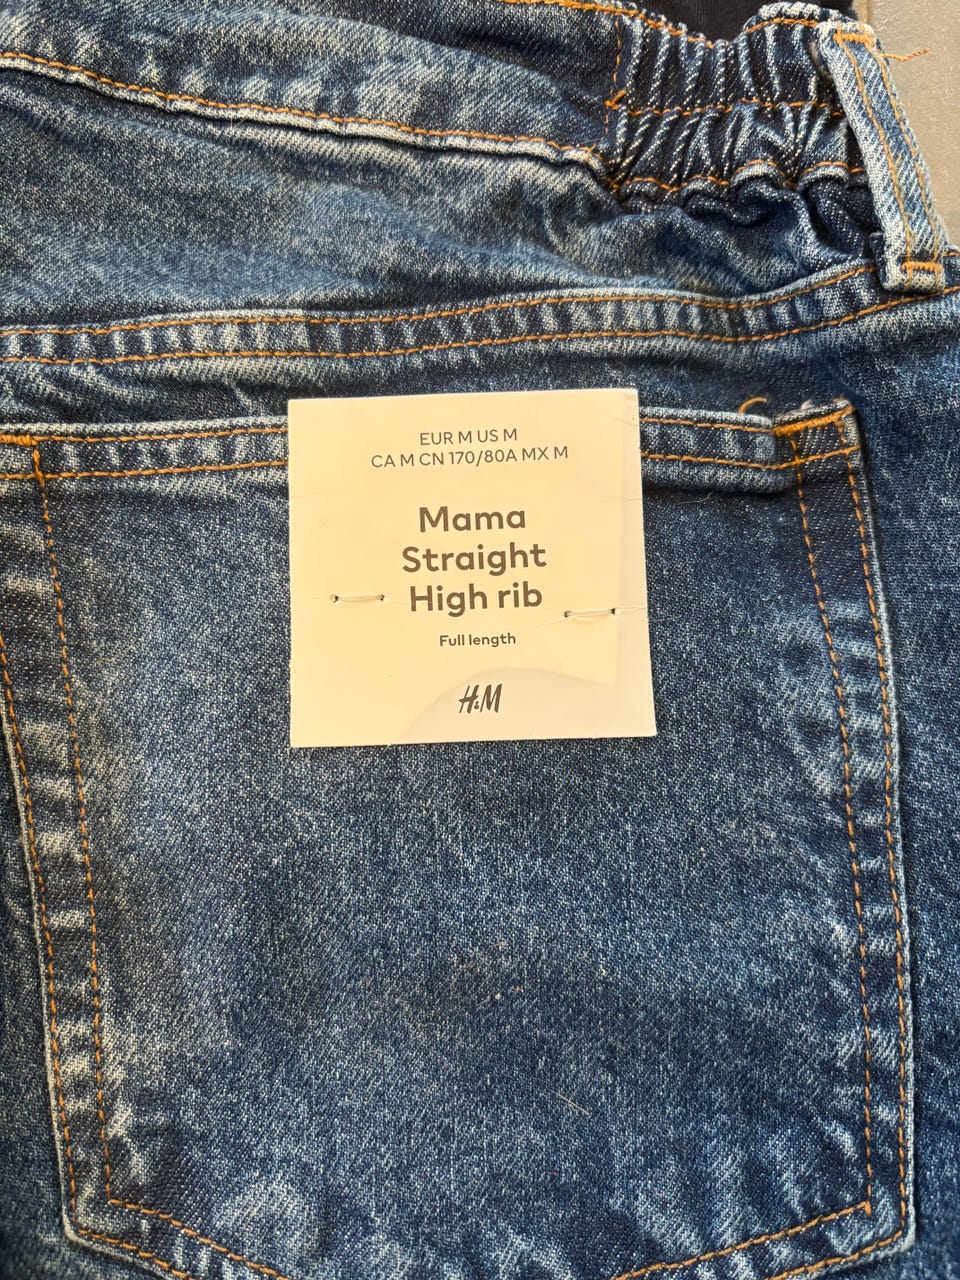 EUR M US M
CA M CN 170/80A MX M
Mama
Straight
High rib
Full length
H&M